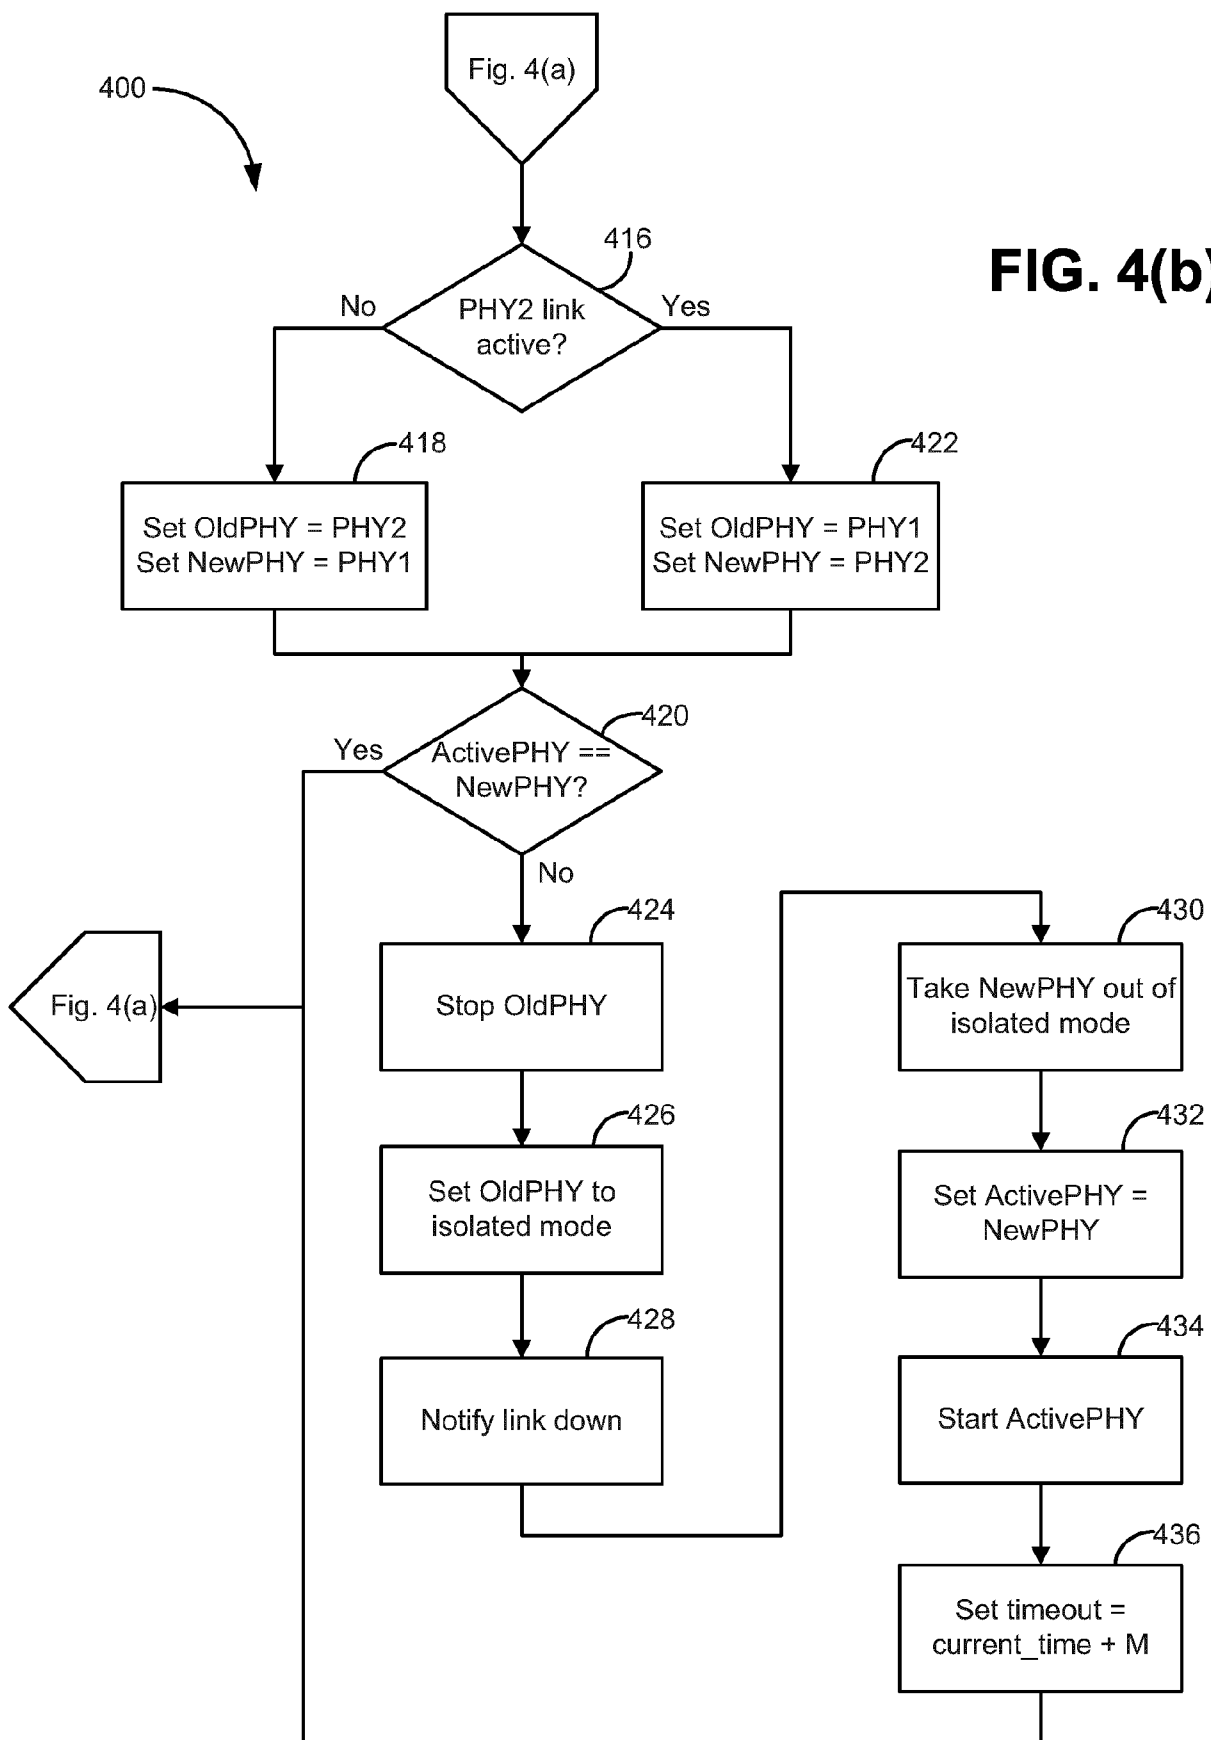 Fig. 4(a)
400
FIG. 4(b)
416
PHY2 link
active?
No
Yes
418
Set OldPHY = PHY2
Set NewPHY = PHY1
422
Set OldPHY = PHY1
Set NewPHY = PHY2
420
ActivePHY ==
NewPHY?
Yes
No
Fig. 4(a)
424
Stop OldPHY
426
Set OldPHY to
isolated mode
428
Notify link down
430
Take NewPHY out of
isolated mode
432
Set ActivePHY =
NewPHY
434
Start ActivePHY
436
Set timeout =
current_time + M